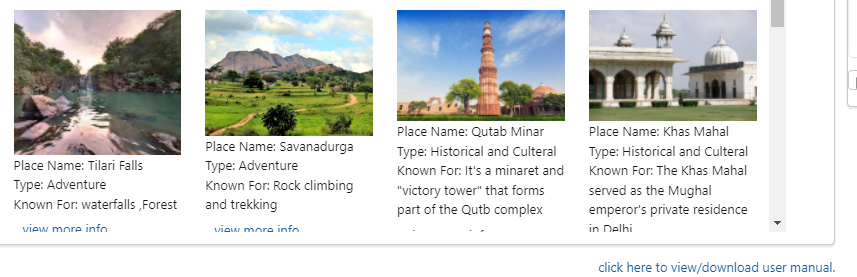 Place Name: Tilari Falls
Type: Adventure
Known For: waterfalls ,Forest
view more info
Place Name: Savanadurga
Type: Adventure
Known For: Rock climbing
and trekking
view more info
Place Name: Qutab Minar
Type: Historical and Culteral
Known For: It's a minaret and
"victory tower" that forms
part of the Qutb complex
Place Name: Khas Mahal
Type: Historical and Culteral
Known For: The Khas Mahal
served as the Mughal
emperor's private residence
in Delhi
click here to view/download user manual.